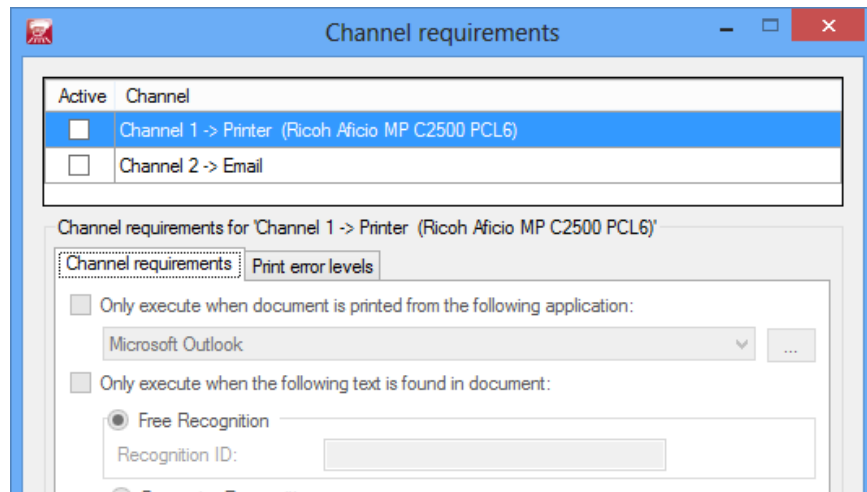 Channel requirements
Active Channel
Channel 1 -> Printer (Ricoh Aficio MP C2500 PCL6)
Channel 2 -> Email
Channel requirements for 'Channel 1 -> Printer (Ricoh Aficio MP C2500 PCL6)'
Channel requirements Print error levels
Only execute when document is printed from the following application:
Microsoft Outlook ...
Only execute when the following text is found in document:
Free Recognition
Recognition ID: